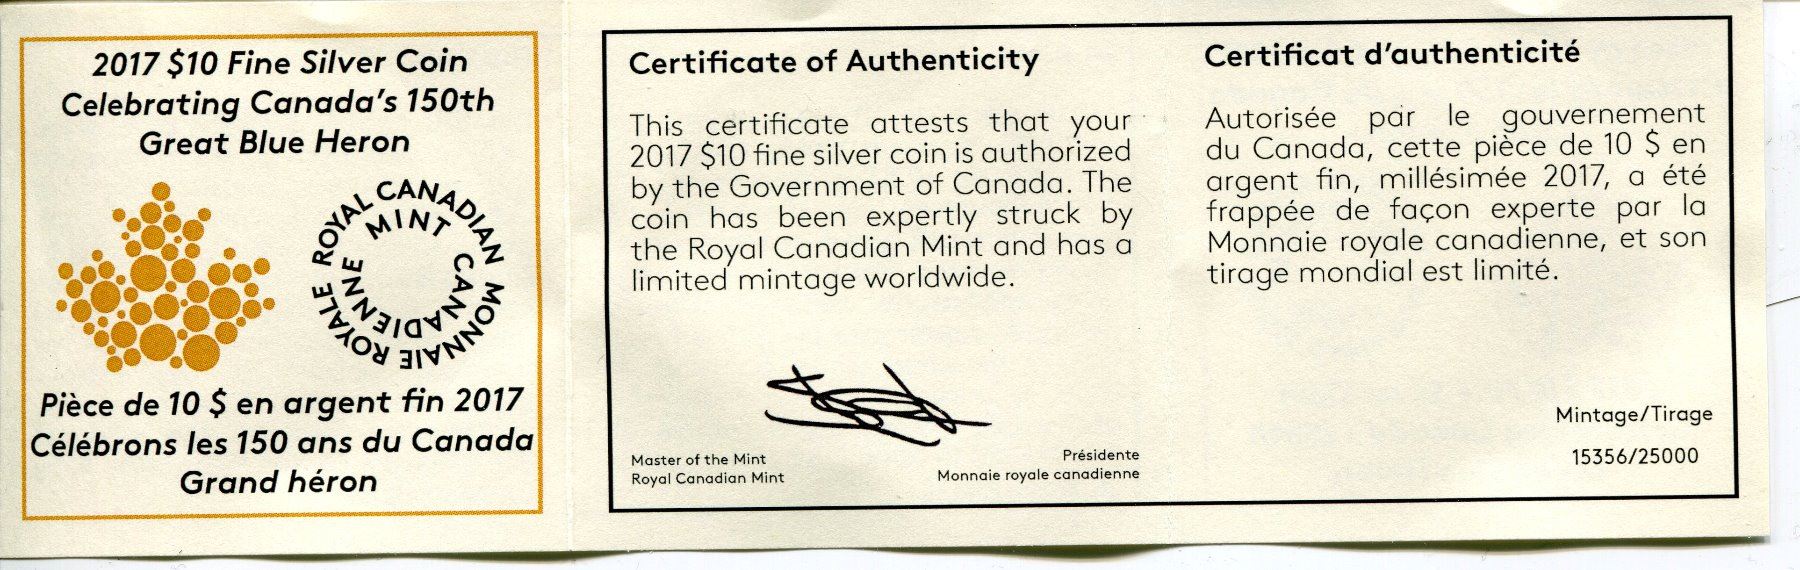 2017 $10 Fine Silver Coin
Celebrating Canada's 150th
Great Blue Heron
ROYAL CANADIAN MINT
MONNAIE ROYALE CANADIENNE
Pièce de 10 $ en argent fin 2017
Célébrons les 150 ans du Canada
Grand héron
Certificate of Authenticity
This certificate attests that your
2017 $10 fine silver coin is authorized
by the Government of Canada. The
coin has been expertly struck by
the Royal Canadian Mint and has a
limited mintage worldwide.
Master of the Mint
Royal Canadian Mint
Présidente
Monnaie royale canadienne
Certificat d'authenticité
Autorisée par le gouvernement
du Canada, cette pièce de 10 $ en
argent fin, millésimée 2017, a été
frappée de façon experte par la
Monnaie royale canadienne, et son
tirage mondial est limité.
Mintage/Tirage
15356/25000